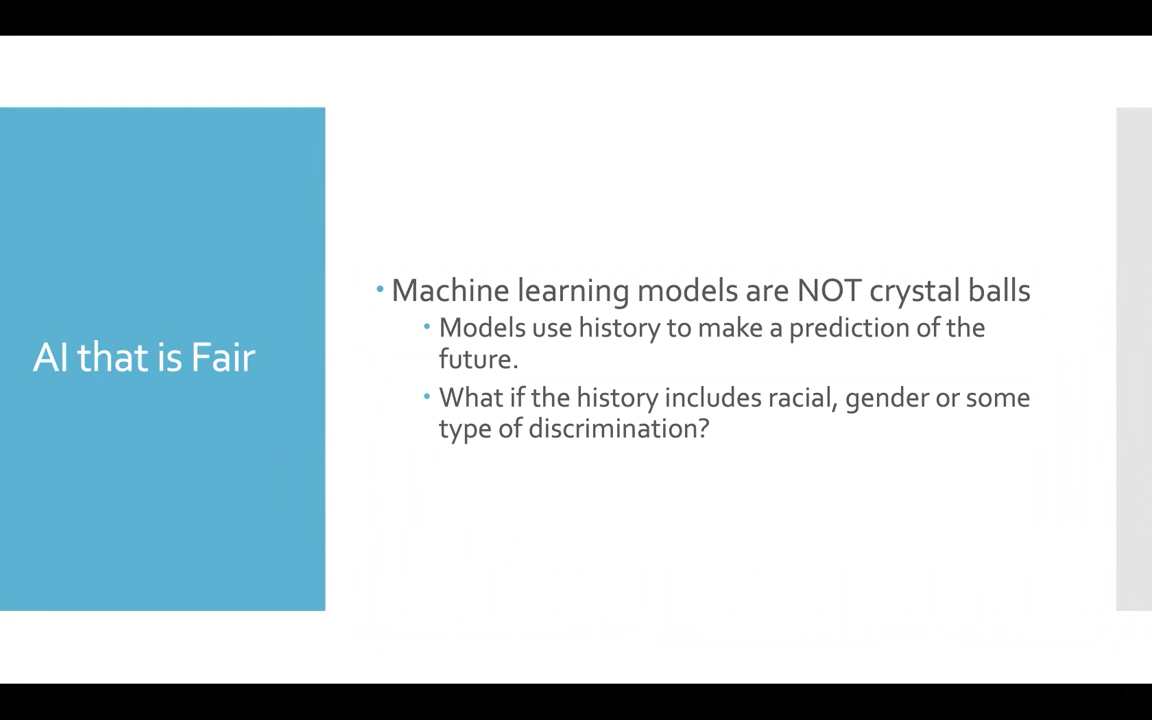 AI that is Fair
• Machine learning models are NOT crystal balls
• Models use history to make a prediction of the
future.
• What if the history includes racial, gender or some
type of discrimination?